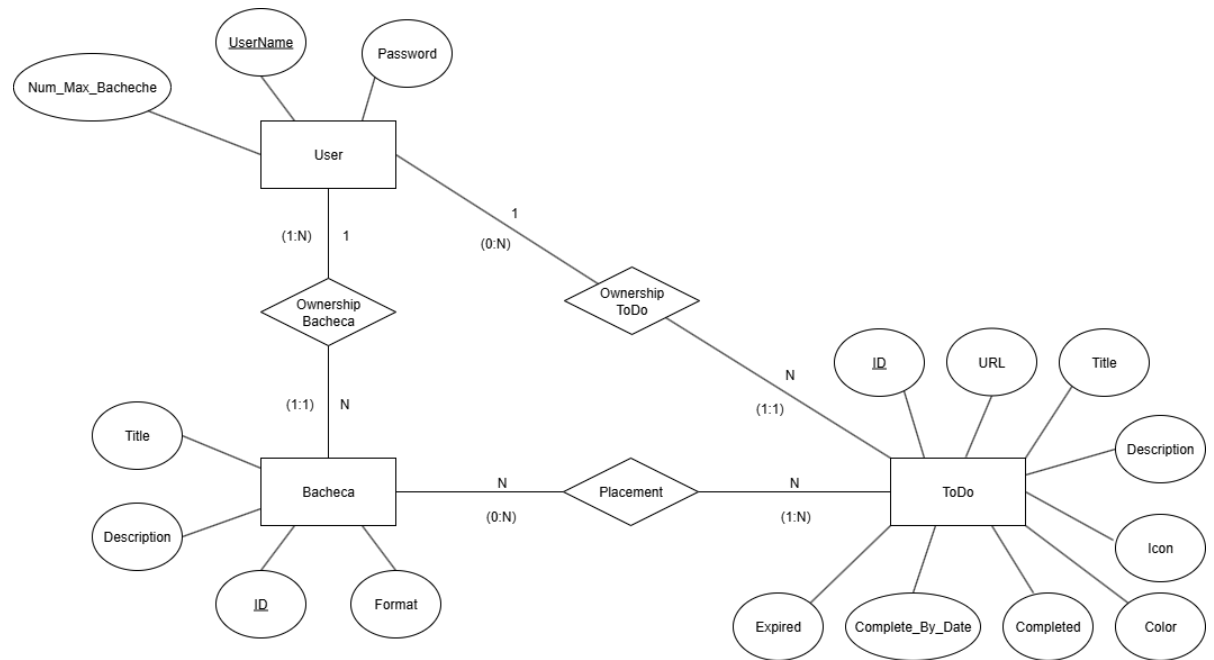 UserName
Password
Num_Max_Bacheche
User
1
(0:N)
(1:N)
1
Ownership
Bacheca
Ownership
ToDo
N
(1:1)
(1:1)
N
ID
URL
Title
Title
Description
Bacheca
N
(0:N)
Placement
N
(1:N)
ToDo
Description
Icon
ID
Format
Expired
Complete_By_Date
Completed
Color